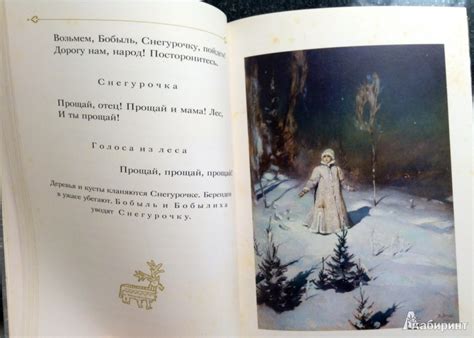 Возьмем, Бобыль, Снегурочку, пойдем!
Дорогу нам, народ! Посторонитесь.
Снегурочка
Прощай, отец! Прощай и мама! Лес,
И ты прощай!
Голоса из леса
Прощай, прощай, прощай!
Деревья и кусты кланяются Снегурочке. Берендеи
в ужасе убегают. Бобыль и Бобылиха
уводят Снегурочку.
Лабиринт